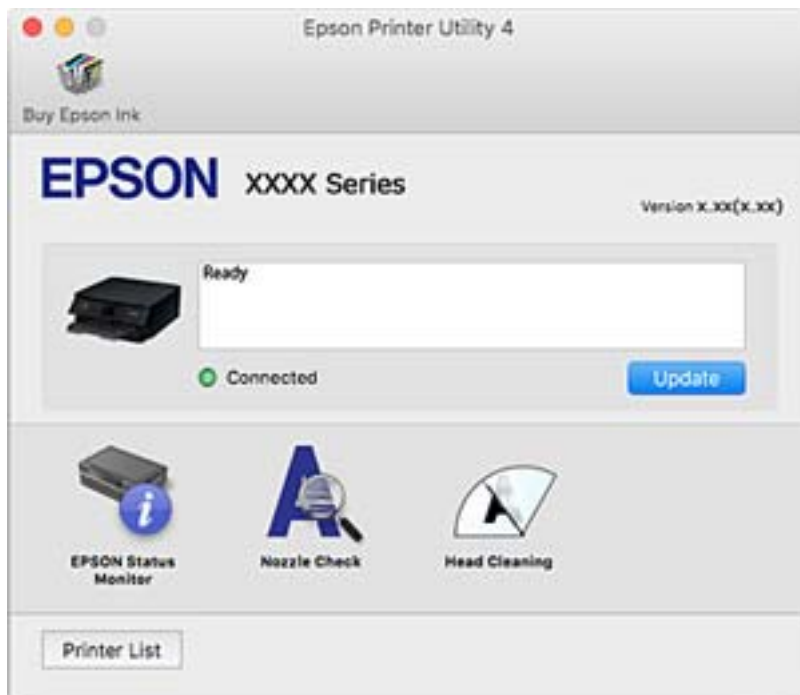 Epson Printer Utility 4
Buy Epson Ink
EPSON XXXX Series
Version x.xx(x.xx)
Ready
Connected
Update
EPSON Status
Monitor
Nozzle Check
Head Cleaning
Printer List